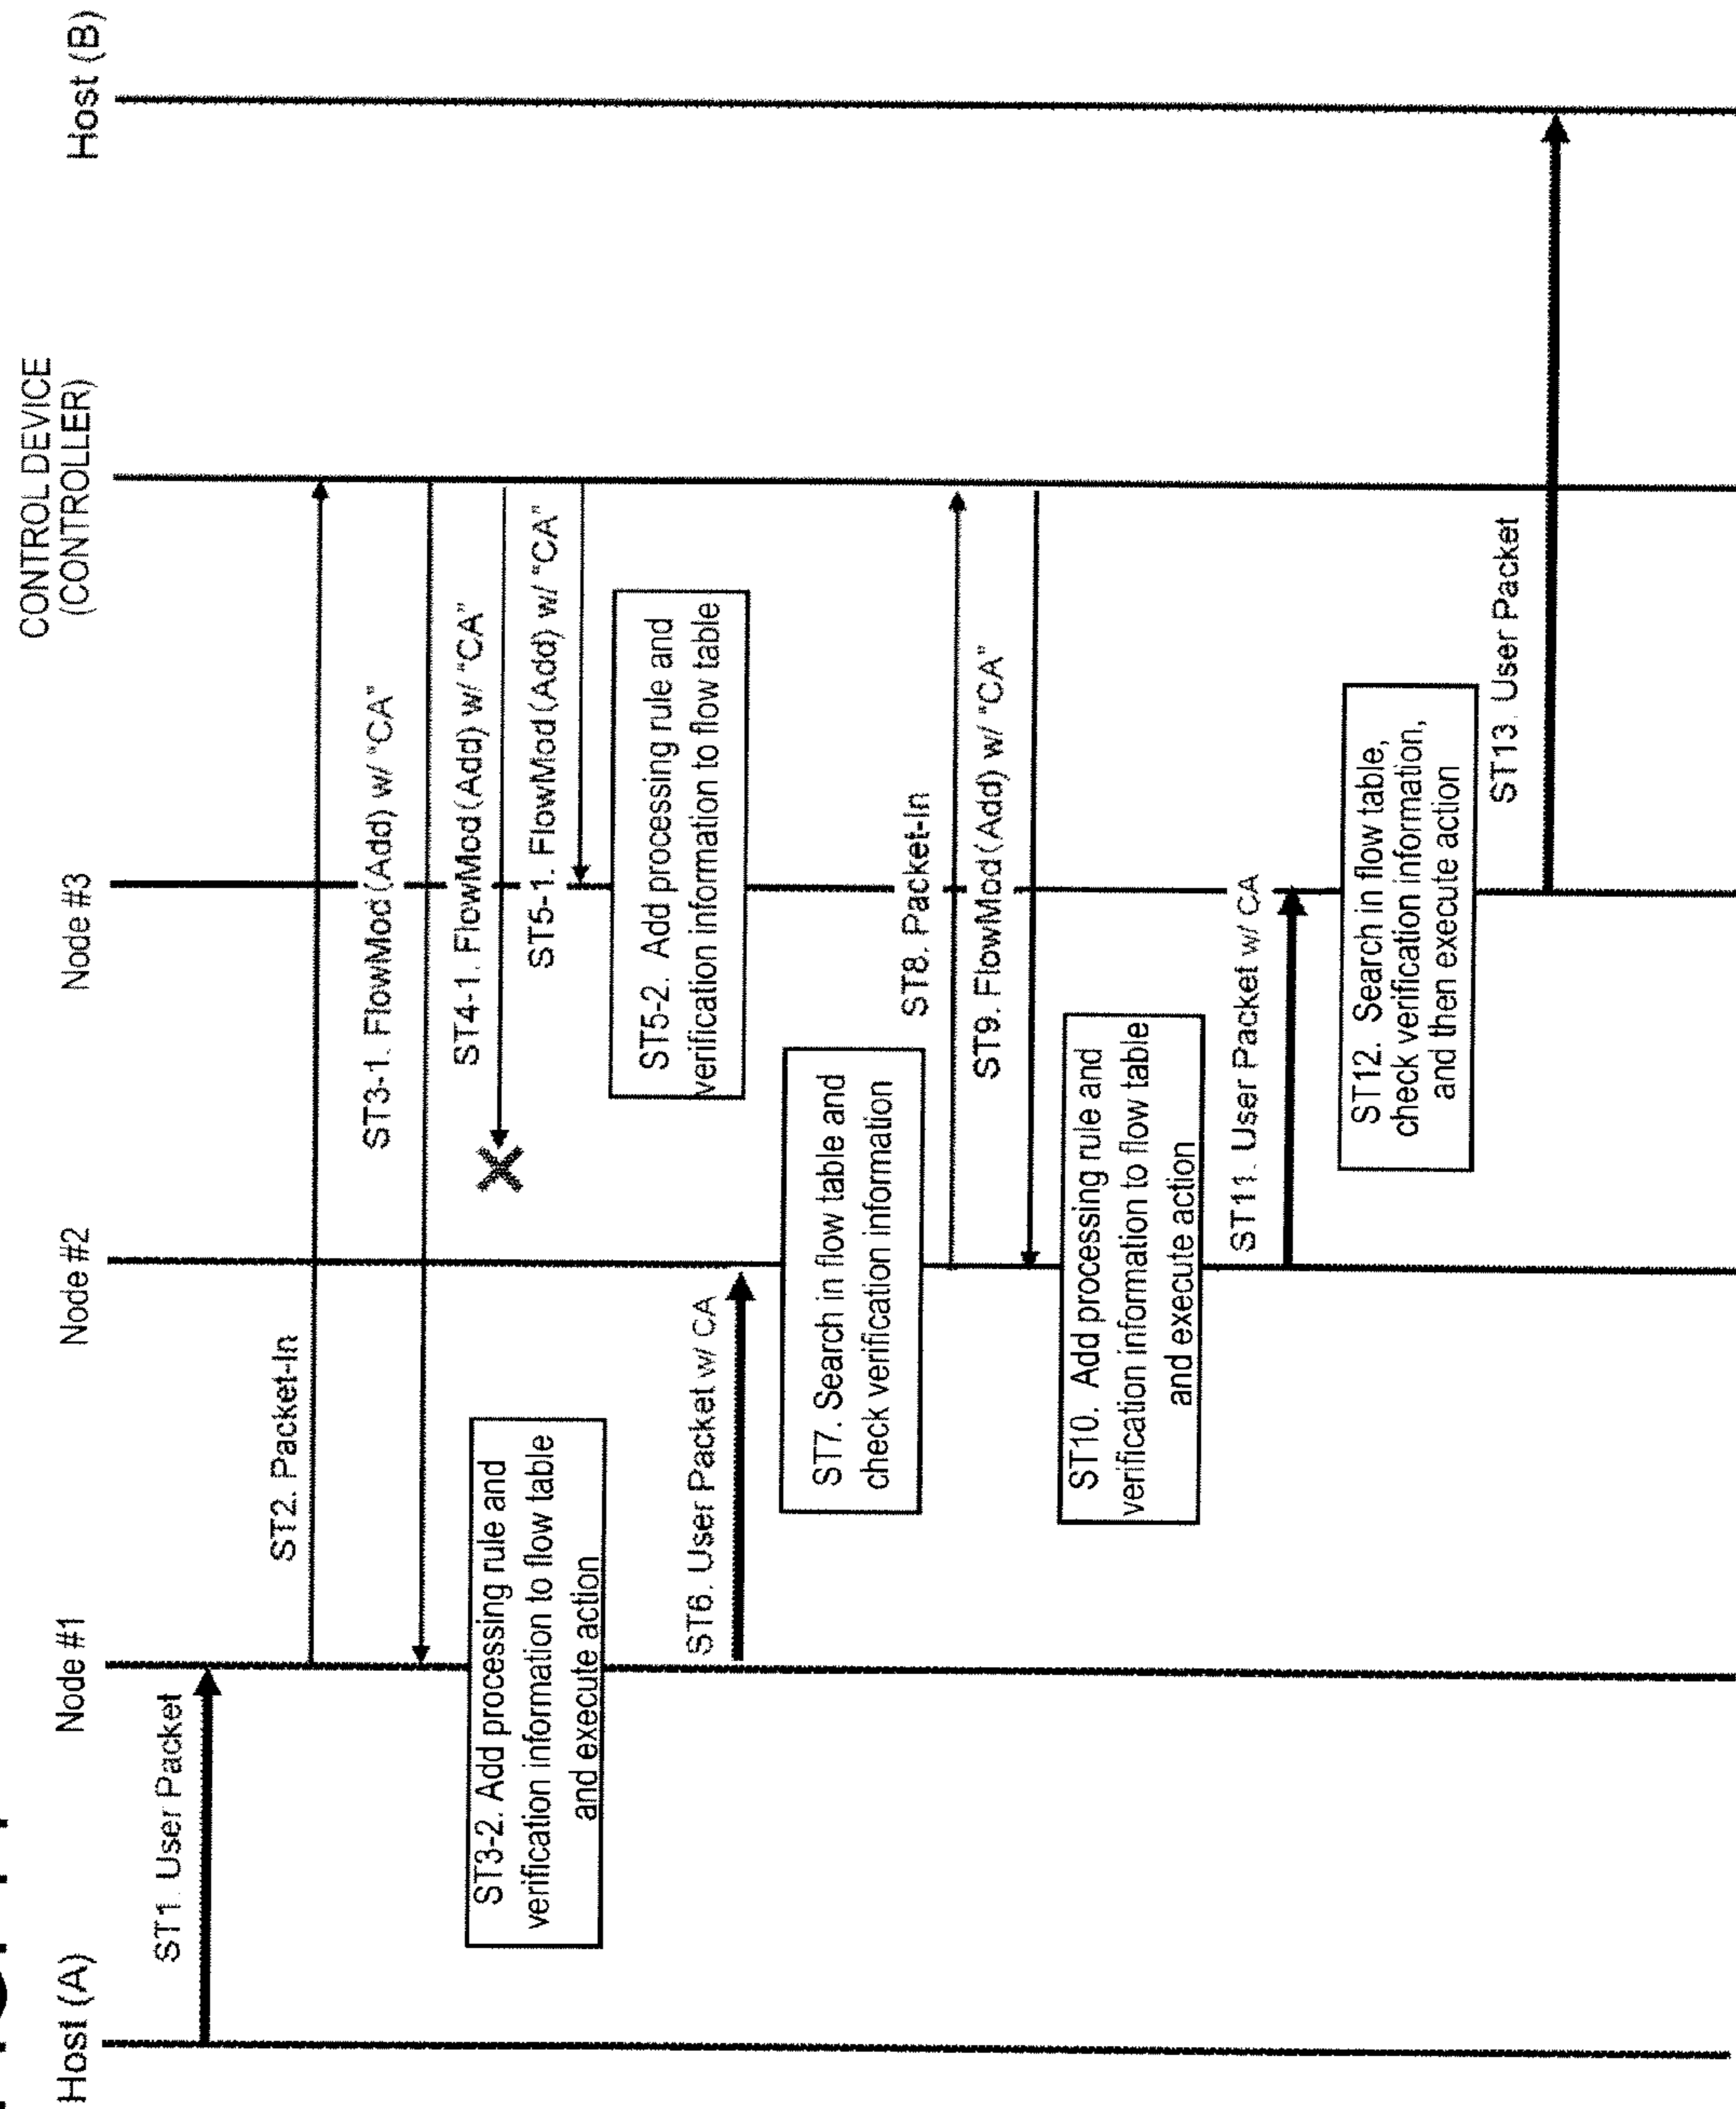 Host (A)
Node #1
Node #2
Node #3
CONTROL DEVICE
(CONTROLLER)
Host (B)
ST1. User Packet
ST2. Packet-In
ST3-1. FlowMod(Add) w/ "CA"
ST4-1. FlowMod(Add) w/ "CA"
ST3-2. Add processing rule and
verification information to flow table
and execute action
ST5-1. FlowMod(Add) w/ "CA"
ST5-2. Add processing rule and
verification information to flow table
ST6. User Packet w/ CA
ST7. Search in flow table and
check verification information
ST8. Packet-In
ST9. FlowMod(Add) w/ "CA"
ST10. Add processing rule and
verification information to flow table
and execute action
ST11. User Packet w/ CA
ST12. Search in flow table,
check verification information,
and then execute action
ST13. User Packet